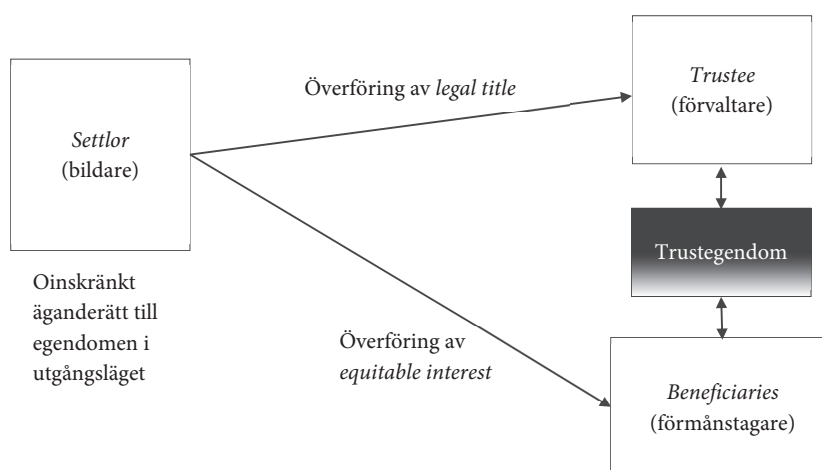 Settlor
(bildare)
Oinskränkt
äganderätt till
egendomen i
utgångsläget
Överföring av legal title
Överföring av
equitable interest
Trustee
(förvaltare)
Trustegendom
Beneficiaries
(förmånstagare)